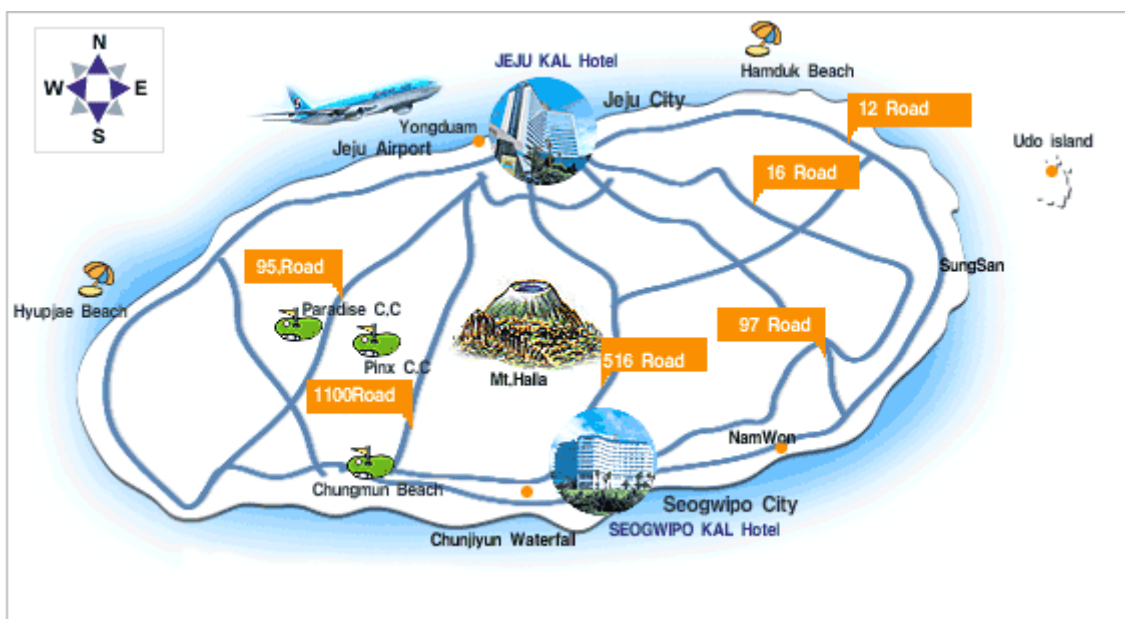 N
W E
S
JEJU KAL Hotel
Hamduk Beach
Jeju City
12 Road
Yongduam
Jeju Airport
Udo island
16 Road
95.Road
SungSan
Hyupjae Beach
Paradise C.C
97 Road
Pinx C.C
516 Road
Mt.Halla
1100Road
NamWon
Chungmun Beach
Seogwipo City
SEOGWIPO KAL Hotel
Chunjiyun Waterfall